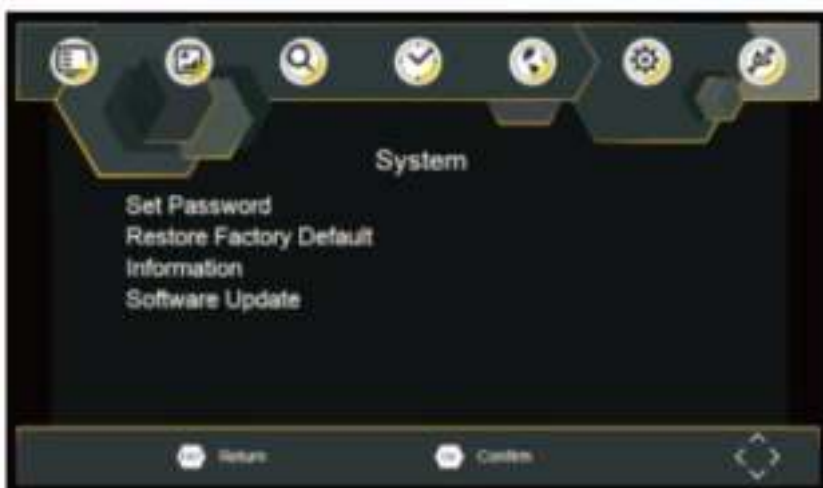 System
Set Password
Restore Factory Default
Information
Software Update
Return
Confirm